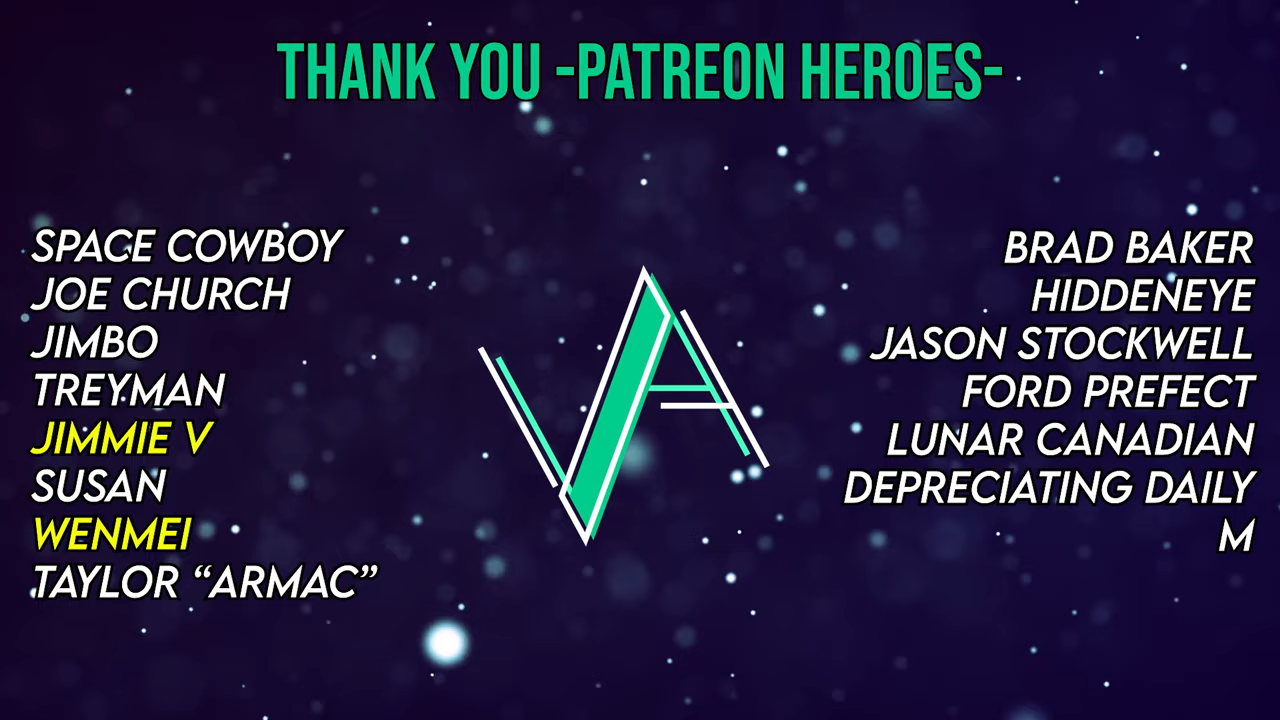 THANK YOU -PATREON HEROES-
SPACE COWBOY
JOE CHURCH
JIMBO
TREYMAN
JIMMIE V
SUSAN
WENMEI
TAYLOR “ARMAC”
VA
BRAD BAKER
HIDDENEYE
JASON STOCKWELL
FORD PREFECT
LUNAR CANADIAN
DEPRECIATING DAILY
M